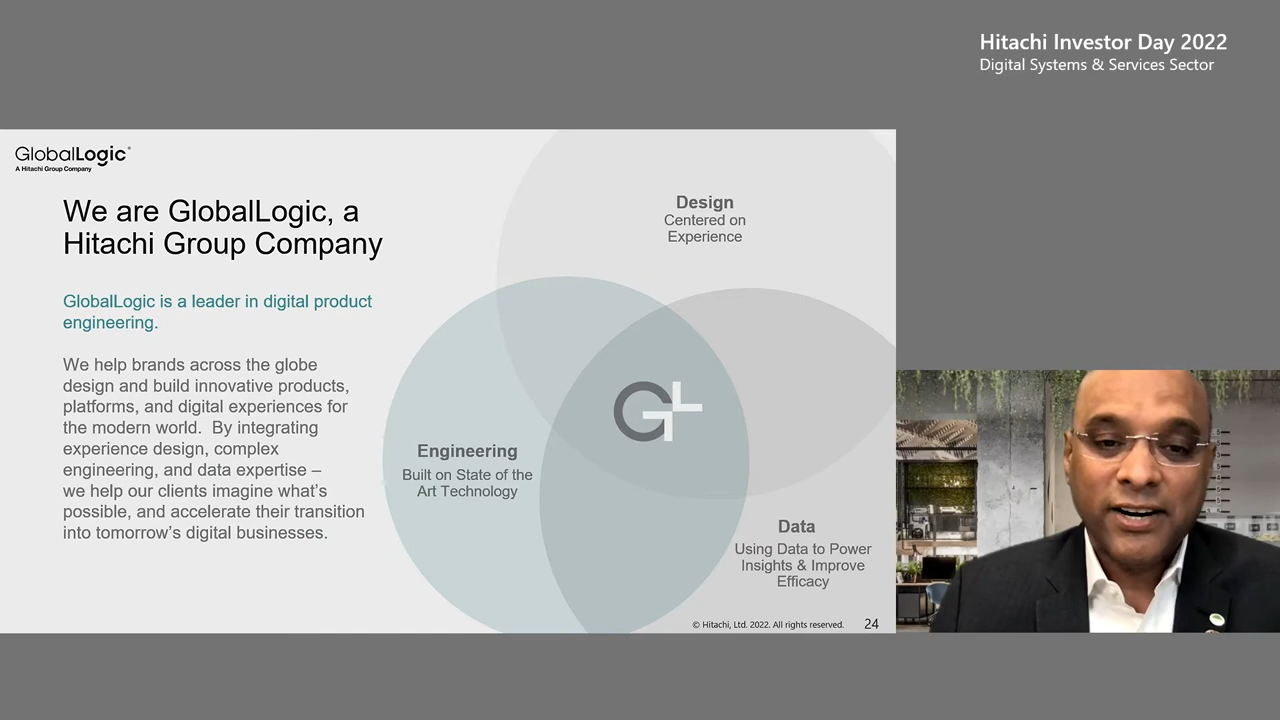 Hitachi Investor Day 2022
Digital Systems & Services Sector
GlobalLogic®
A Hitachi Group Company
We are GlobalLogic, a
Hitachi Group Company
GlobalLogic is a leader in digital product
engineering.
We help brands across the globe
design and build innovative products,
platforms, and digital experiences for
the modern world.  By integrating
experience design, complex
engineering, and data expertise –
we help our clients imagine what's
possible, and accelerate their transition
into tomorrow's digital businesses.
Design
Centered on
Experience
Engineering
Built on State of the
Art Technology
Data
Using Data to Power
Insights & Improve
Efficacy
© Hitachi, Ltd. 2022. All rights reserved.
24